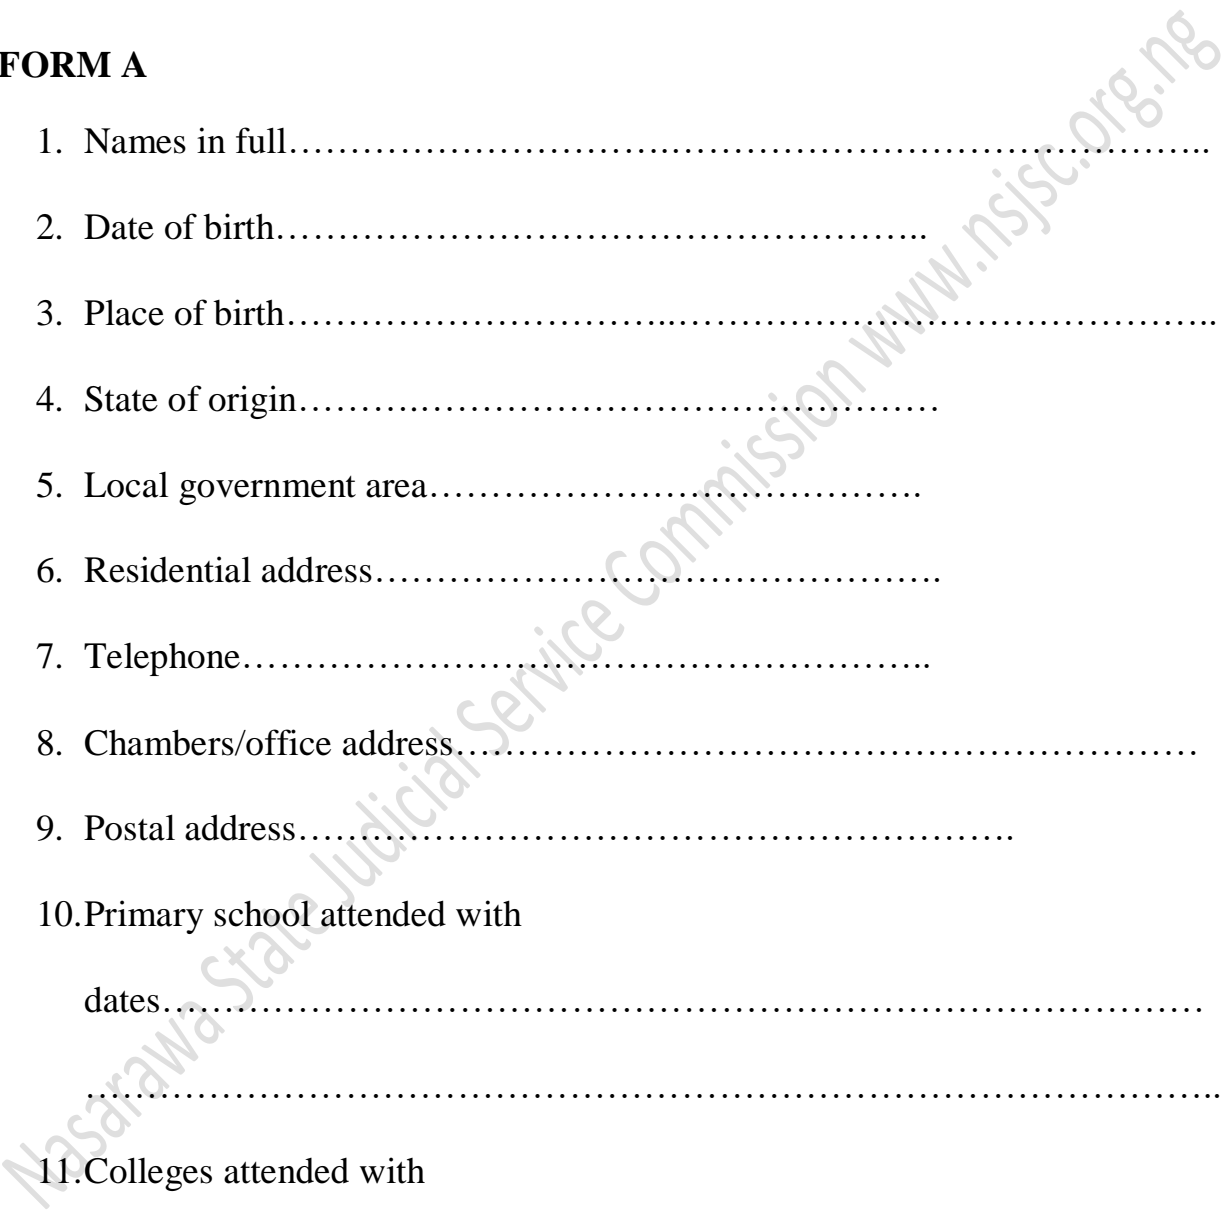 FORM A
1. Names in full………………………….…………………………………….. 
2. Date of birth……………………………………………..
3. Place of birth………………………….……………………………………..
4. State of origin……….……………………………………
5. Local government area………………………………….
6. Residential address……………………………………….
7. Telephone………………………………………………..
8. Chambers/office address……………………………………………………
9. Postal address………………………………………………….
10.Primary school attended with
dates…………………………………………………………………………
………………………………………………………………………………..
11.Colleges attended with
Nasarawa State Judicial Service Commission www.nsjsc.org.ng